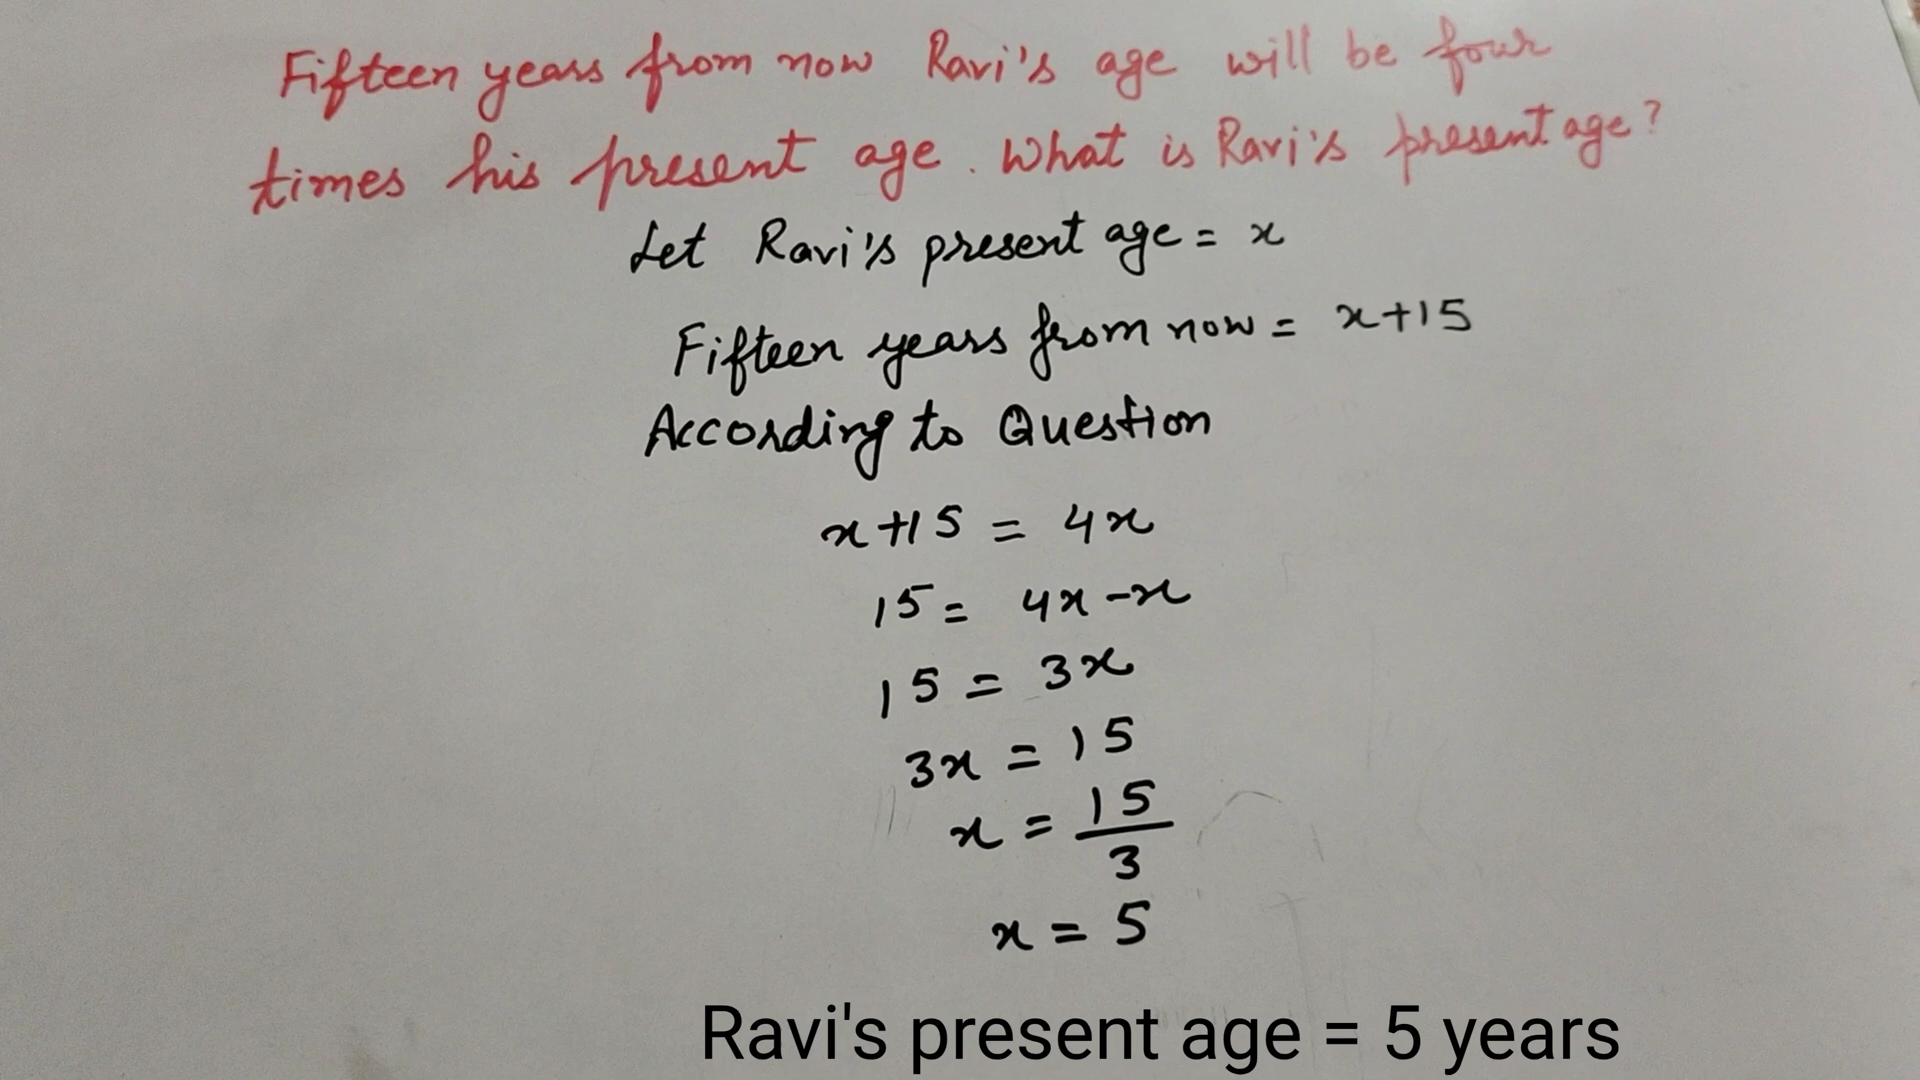 Fifteen years from now Ravi's age will be four
times his present age. What is Ravi's present age?
Let Ravi's present age = x
Fifteen years from now = x+15
According to Question
x+15 = 4x
15 = 4x-x
15 = 3x
3x = 15
x = 15/3
x = 5
Ravi's present age = 5 years